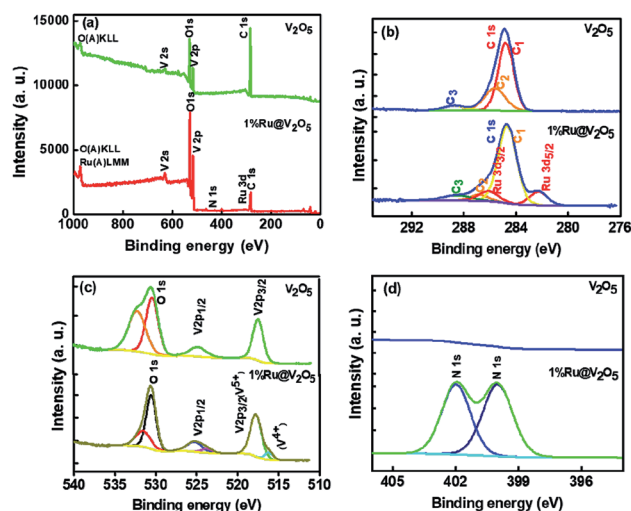 (a)
V₂O₅
O(A)KLL
V 2s
O1s
V 2p
C 1s
1%Ru@V₂O₅
O1s
O(A)KLL
Ru(A)LMM
V 2s
V 2p
N 1s
Ru 3d
C 1s
15000
10000
5000
0
1000 800 600 400 200 0
Intensity (a. u.)
Binding energy (eV)
(b)
V₂O₅
C 1s
C1
C2
C3
1%Ru@V₂O₅
C 1s
C1
C3
C2
Ru 3d3/2
Ru 3d5/2
292 288 284 280 276
Intensity (a. u.)
Binding energy (eV)
(c)
V₂O₅
O 1s
V2p1/2
V2p3/2
1%Ru@V₂O₅
O 1s
V2p1/2
V2p3/2(V⁵⁺)
(V⁴⁺)
540 535 530 525 520 515 510
Intensity (a. u.)
Binding energy (eV)
(d)
V₂O₅
1%Ru@V₂O₅
N 1s
N 1s
405 402 399 396
Intensity (a. u.)
Binding energy (eV)